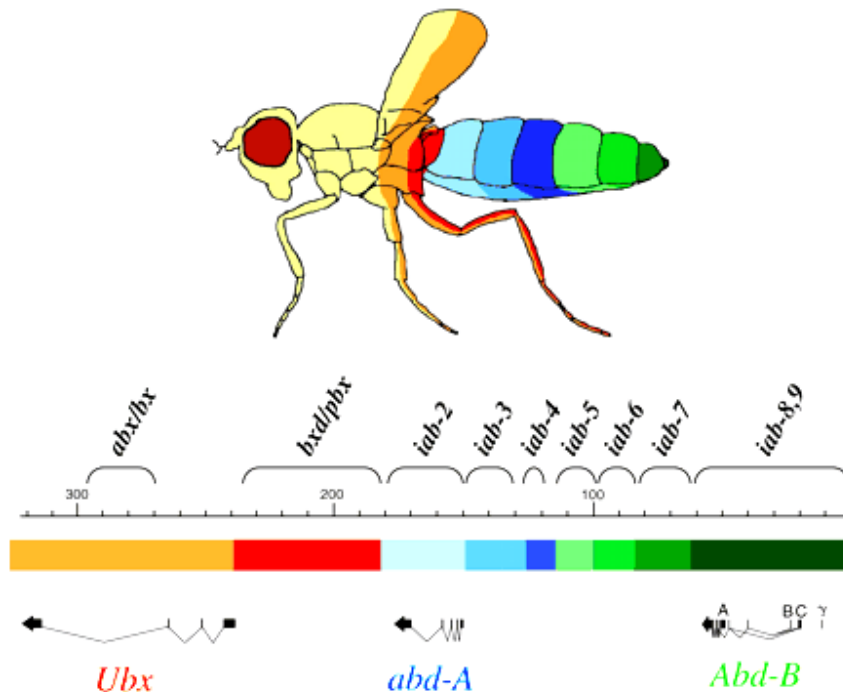 abx/bx bxd/pbx iab-2 iab-3 iab-4 iab-5 iab-6 iab-7 iab-8,9
300 200 100
A B C γ
Ubx abd-A Abd-B